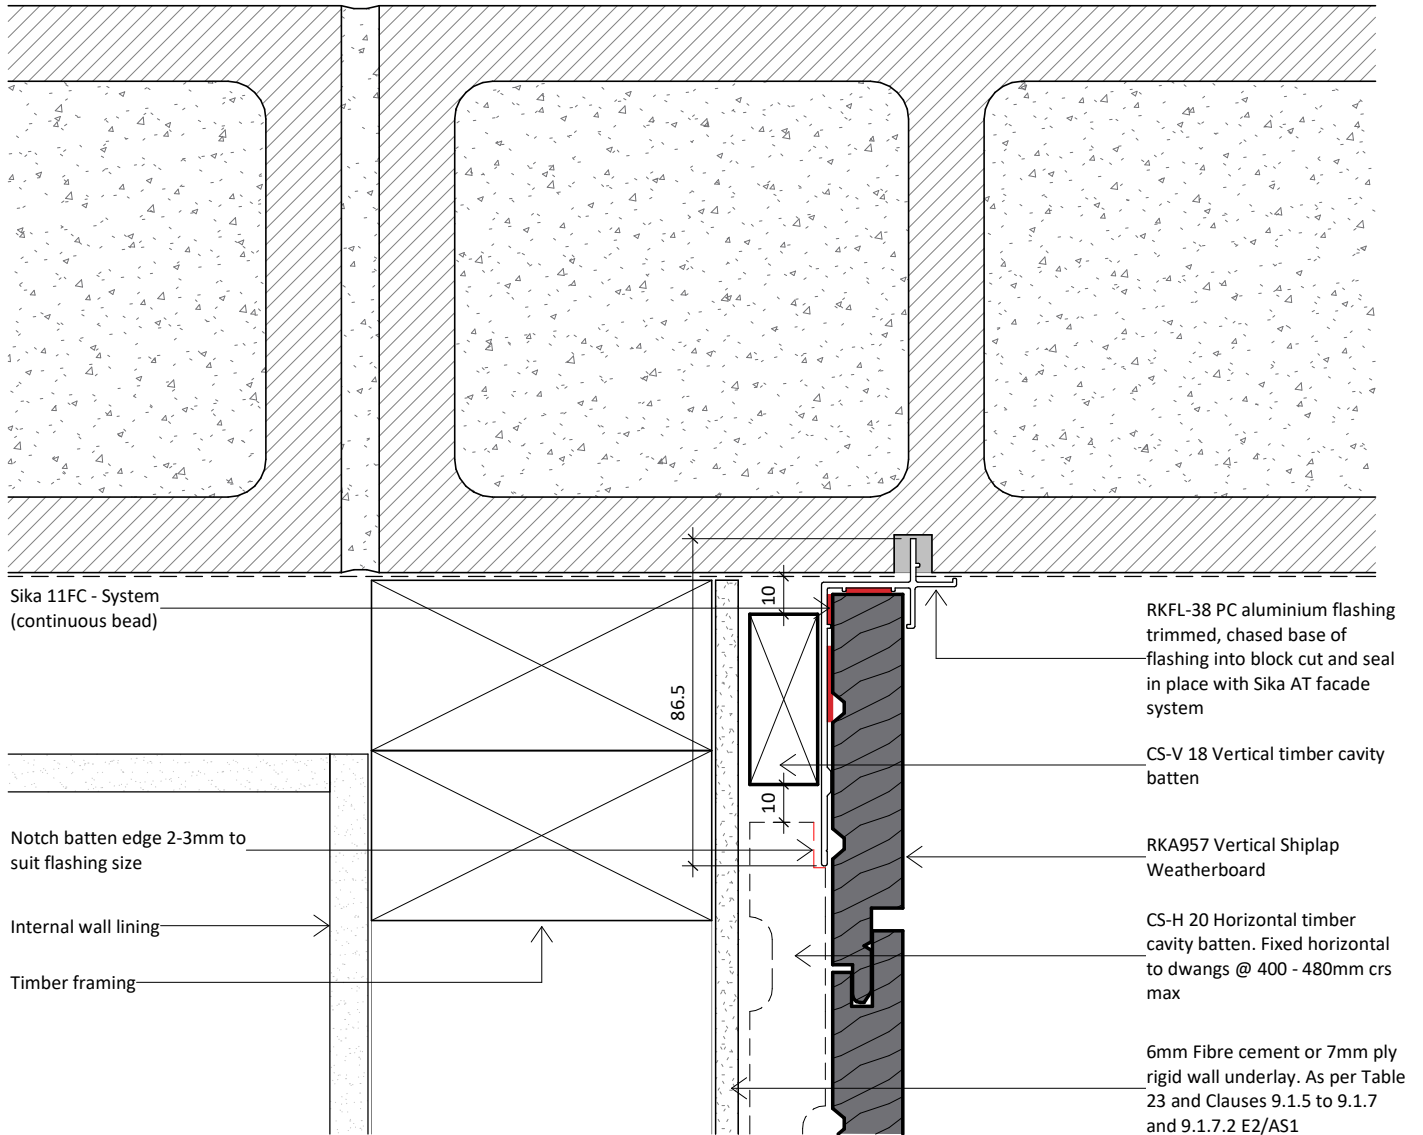 Sika 11FC - System
(continuous bead)
Notch batten edge 2-3mm to
suit flashing size
Internal wall lining
Timber framing
10
86.5
10
RKFL-38 PC aluminium flashing
trimmed, chased base of
flashing into block cut and seal
in place with Sika AT facade
system
CS-V 18 Vertical timber cavity
batten
RKA957 Vertical Shiplap
Weatherboard
CS-H 20 Horizontal timber
cavity batten. Fixed horizontal
to dwangs @ 400 - 480mm crs
max
6mm Fibre cement or 7mm ply
rigid wall underlay. As per Table
23 and Clauses 9.1.5 to 9.1.7
and 9.1.7.2 E2/AS1